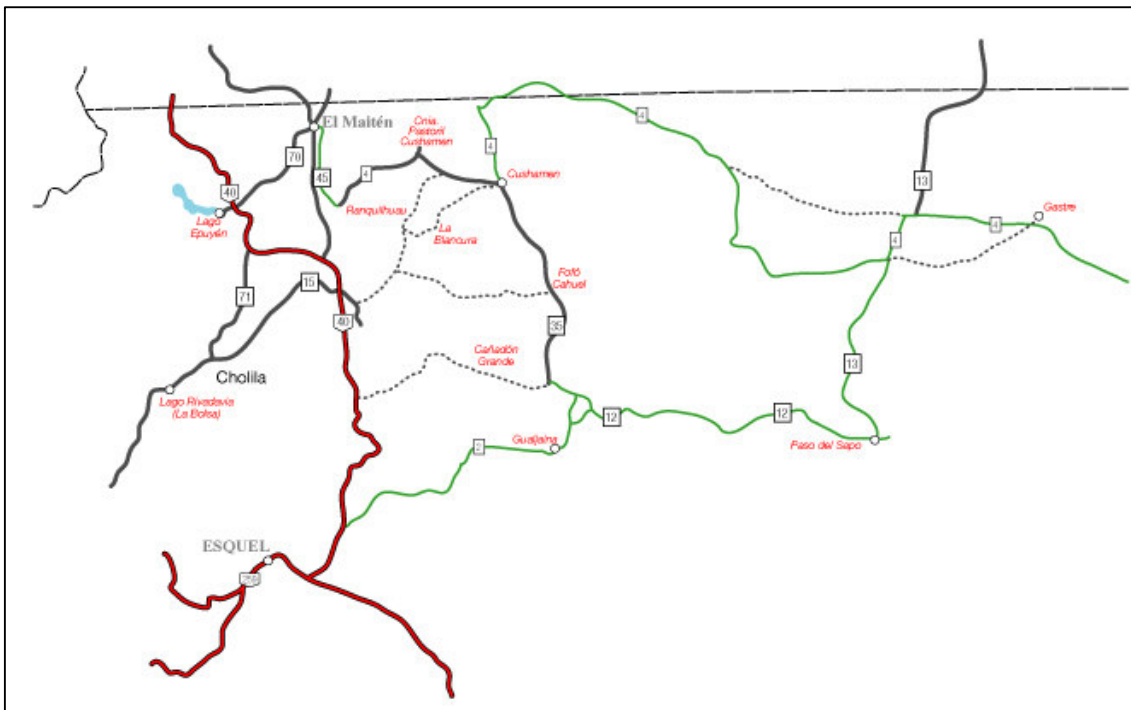 4
El Maitén
Cnia.
Pastoril
Cushamen
4
4
70
45
4
13
Cushamen
40
Ranquilhuau
Lago
Epuyén
La
Blancura
Gastre
4
4
Fofó
Cahuel
71
15
40
35
Cañadón
Grande
13
Cholila
Lago Rivadavia
(La Bolsa)
12
12
2
Gualjaina
Paso del Sapo
ESQUEL
259